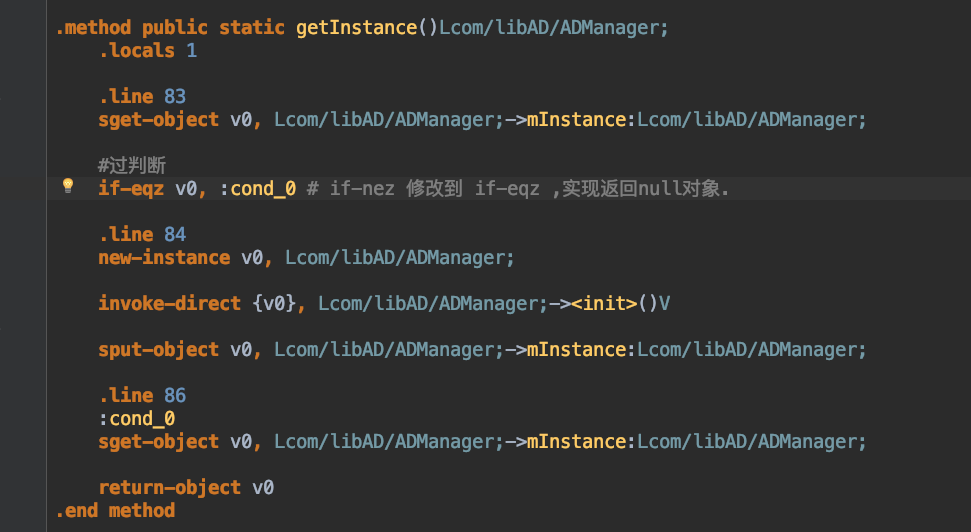 .method public static getInstance()Lcom/libAD/ADManager;
.locals 1
.line 83
sget-object v0, Lcom/libAD/ADManager;->mInstance:Lcom/libAD/ADManager;
#过判断
if-eqz v0, :cond_0 # if-nez 修改到 if-eqz ,实现返回null对象.
.line 84
new-instance v0, Lcom/libAD/ADManager;
invoke-direct {v0}, Lcom/libAD/ADManager;-><init>()V
sput-object v0, Lcom/libAD/ADManager;->mInstance:Lcom/libAD/ADManager;
.line 86
:cond_0
sget-object v0, Lcom/libAD/ADManager;->mInstance:Lcom/libAD/ADManager;
return-object v0
.end method